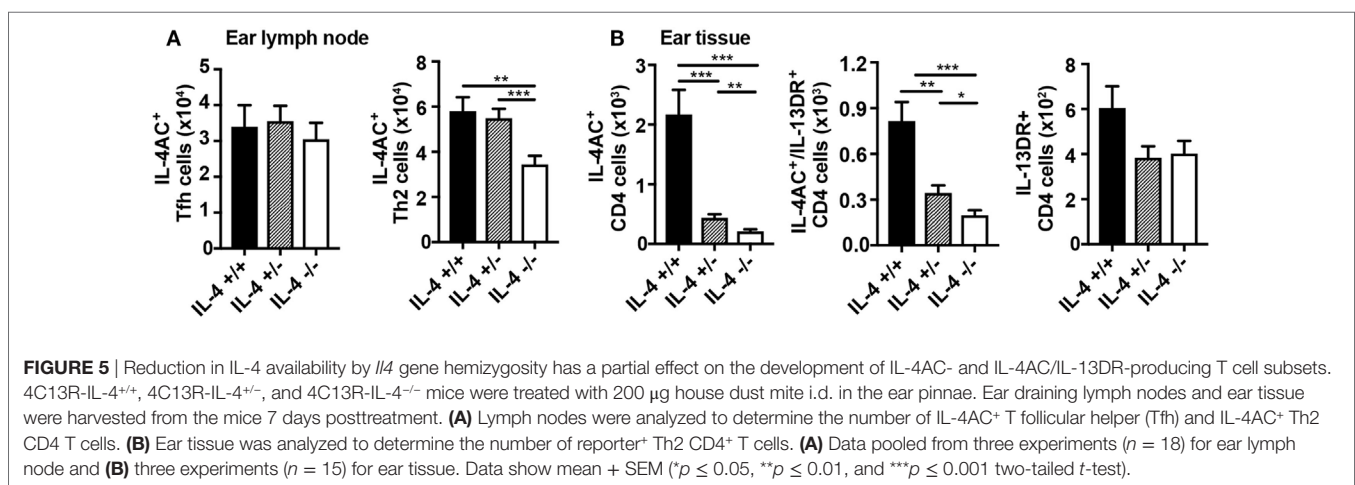 A Ear lymph node
B Ear tissue
IL-4AC+
Tfh cells (x10⁴)
5
4
3
2
1
0
IL-4 +/+
IL-4 +/-
IL-4 -/-
IL-4AC+
Th2 cells (x10⁴)
8
6
4
2
0
**
***
IL-4 +/+
IL-4 +/-
IL-4 -/-
IL-4AC+
CD4 cells (x10³)
3
2
1
0
***
***
**
IL-4 +/+
IL-4 +/-
IL-4 -/-
IL-4AC+/IL-13DR+
CD4 cells (x10³)
1.2
0.9
0.6
0.3
0.0
***
**
*
IL-4 +/+
IL-4 +/-
IL-4 -/-
IL-13DR+
CD4 cells (x10²)
8
6
4
2
0
IL-4 +/+
IL-4 +/-
IL-4 -/-
FIGURE 5 | Reduction in IL-4 availability by Il4 gene hemizygosity has a partial effect on the development of IL-4AC- and IL-4AC/IL-13DR-producing T cell subsets.
4C13R-IL-4+/+, 4C13R-IL-4+/−, and 4C13R-IL-4−/− mice were treated with 200 μg house dust mite i.d. in the ear pinnae. Ear draining lymph nodes and ear tissue
were harvested from the mice 7 days posttreatment. (A) Lymph nodes were analyzed to determine the number of IL-4AC+ T follicular helper (Tfh) and IL-4AC+ Th2
CD4 T cells. (B) Ear tissue was analyzed to determine the number of reporter+ Th2 CD4+ T cells. (A) Data pooled from three experiments (n = 18) for ear lymph
node and (B) three experiments (n = 15) for ear tissue. Data show mean + SEM (*p ≤ 0.05, **p ≤ 0.01, and ***p ≤ 0.001 two-tailed t-test).